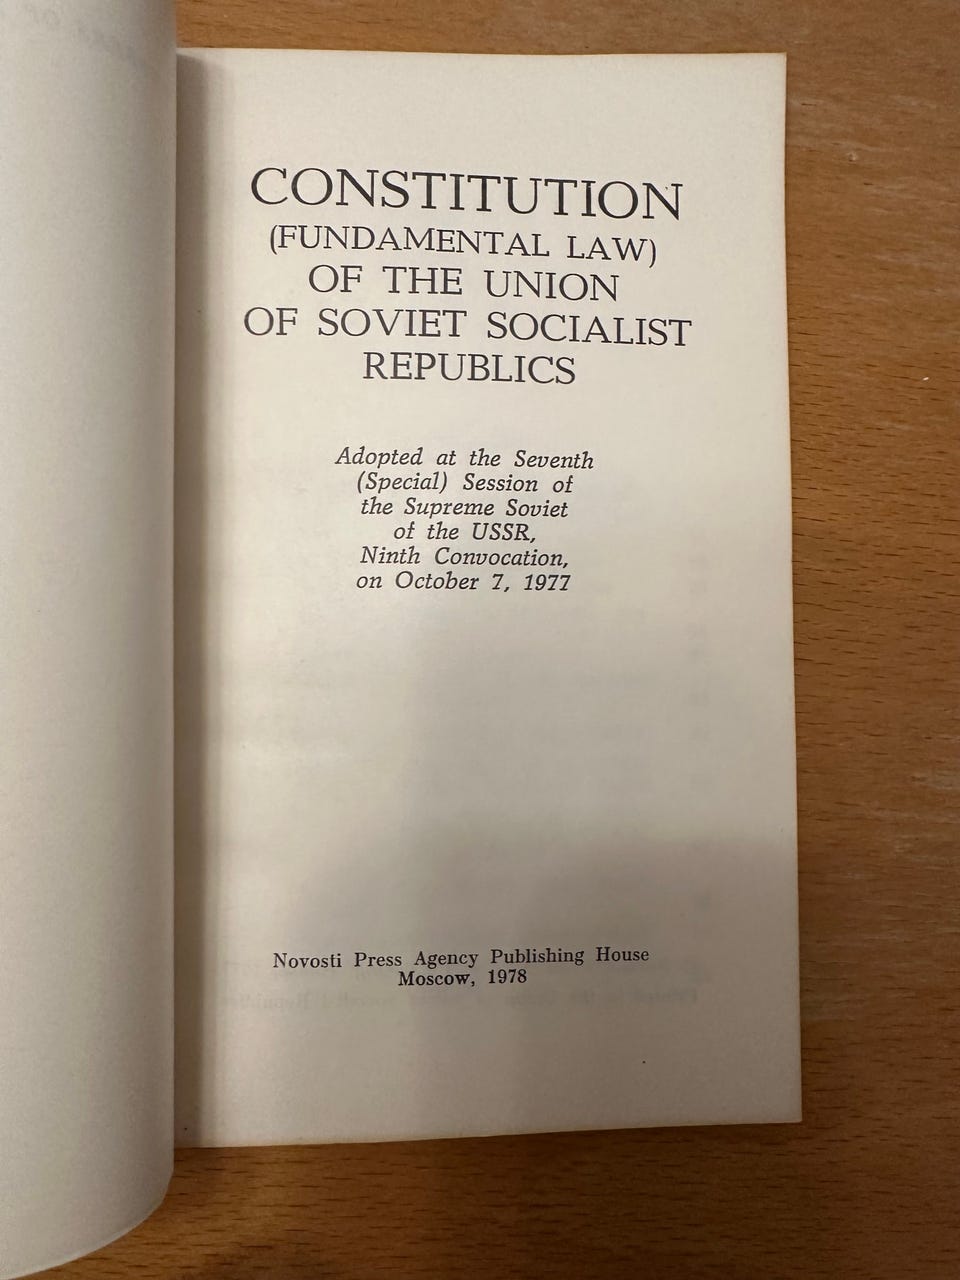 CONSTITUTION
(FUNDAMENTAL LAW)
OF THE UNION
OF SOVIET SOCIALIST
REPUBLICS
Adopted at the Seventh
(Special) Session of
the Supreme Soviet
of the USSR,
Ninth Convocation,
on October 7, 1977
Novosti Press Agency Publishing House
Moscow, 1978